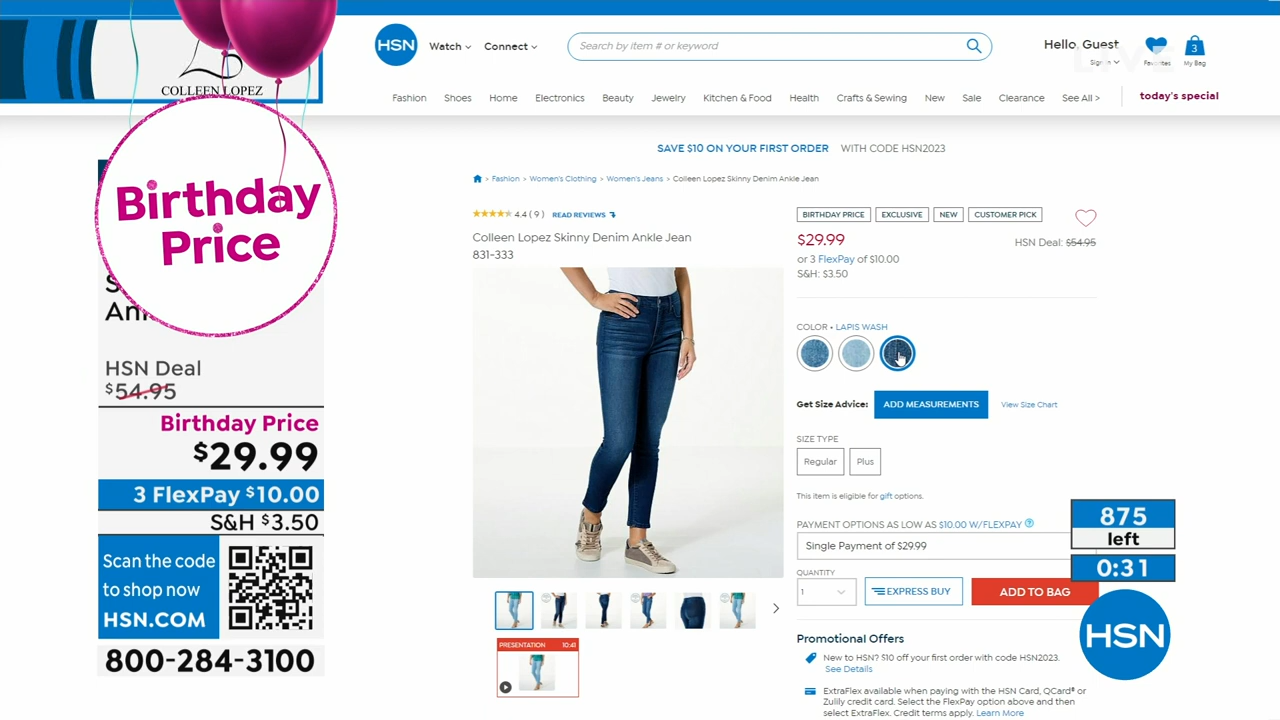 COLLEEN LOPEZ
Birthday
Price
HSN Deal
$54.95
Birthday Price
$29.99
3 FlexPay $10.00
S&H $3.50
Scan the code
to shop now
HSN.COM
800-284-3100
HSN
Watch
Connect
Search by item # or keyword
Hello, Guest
Favorites
3
My Bag
Fashion
Shoes
Home
Electronics
Beauty
Jewelry
Kitchen & Food
Health
Crafts & Sewing
New
Sale
Clearance
See All >
today's special
SAVE $10 ON YOUR FIRST ORDER WITH CODE HSN2023
> Fashion > Women's Clothing > Women's Jeans > Colleen Lopez Skinny Denim Ankle Jean
4.4 ( 9 ) READ REVIEWS
Colleen Lopez Skinny Denim Ankle Jean
831-333
PRESENTATION 10:41
BIRTHDAY PRICE
EXCLUSIVE
NEW
CUSTOMER PICK
$29.99
HSN Deal: $54.95
or 3 FlexPay of $10.00
S&H: $3.50
COLOR • LAPIS WASH
Get Size Advice:
ADD MEASUREMENTS
View Size Chart
SIZE TYPE
Regular
Plus
This item is eligible for gift options.
PAYMENT OPTIONS AS LOW AS $10.00 W/FLEXPAY
Single Payment of $29.99
QUANTITY
1
EXPRESS BUY
ADD TO BAG
875
left
0:31
HSN
Promotional Offers
New to HSN? $10 off your first order with code HSN2023.
See Details
ExtraFlex available when paying with the HSN Card, QCard® or
Zulily credit card. Select the FlexPay option above and then
select ExtraFlex. Credit terms apply. Learn More